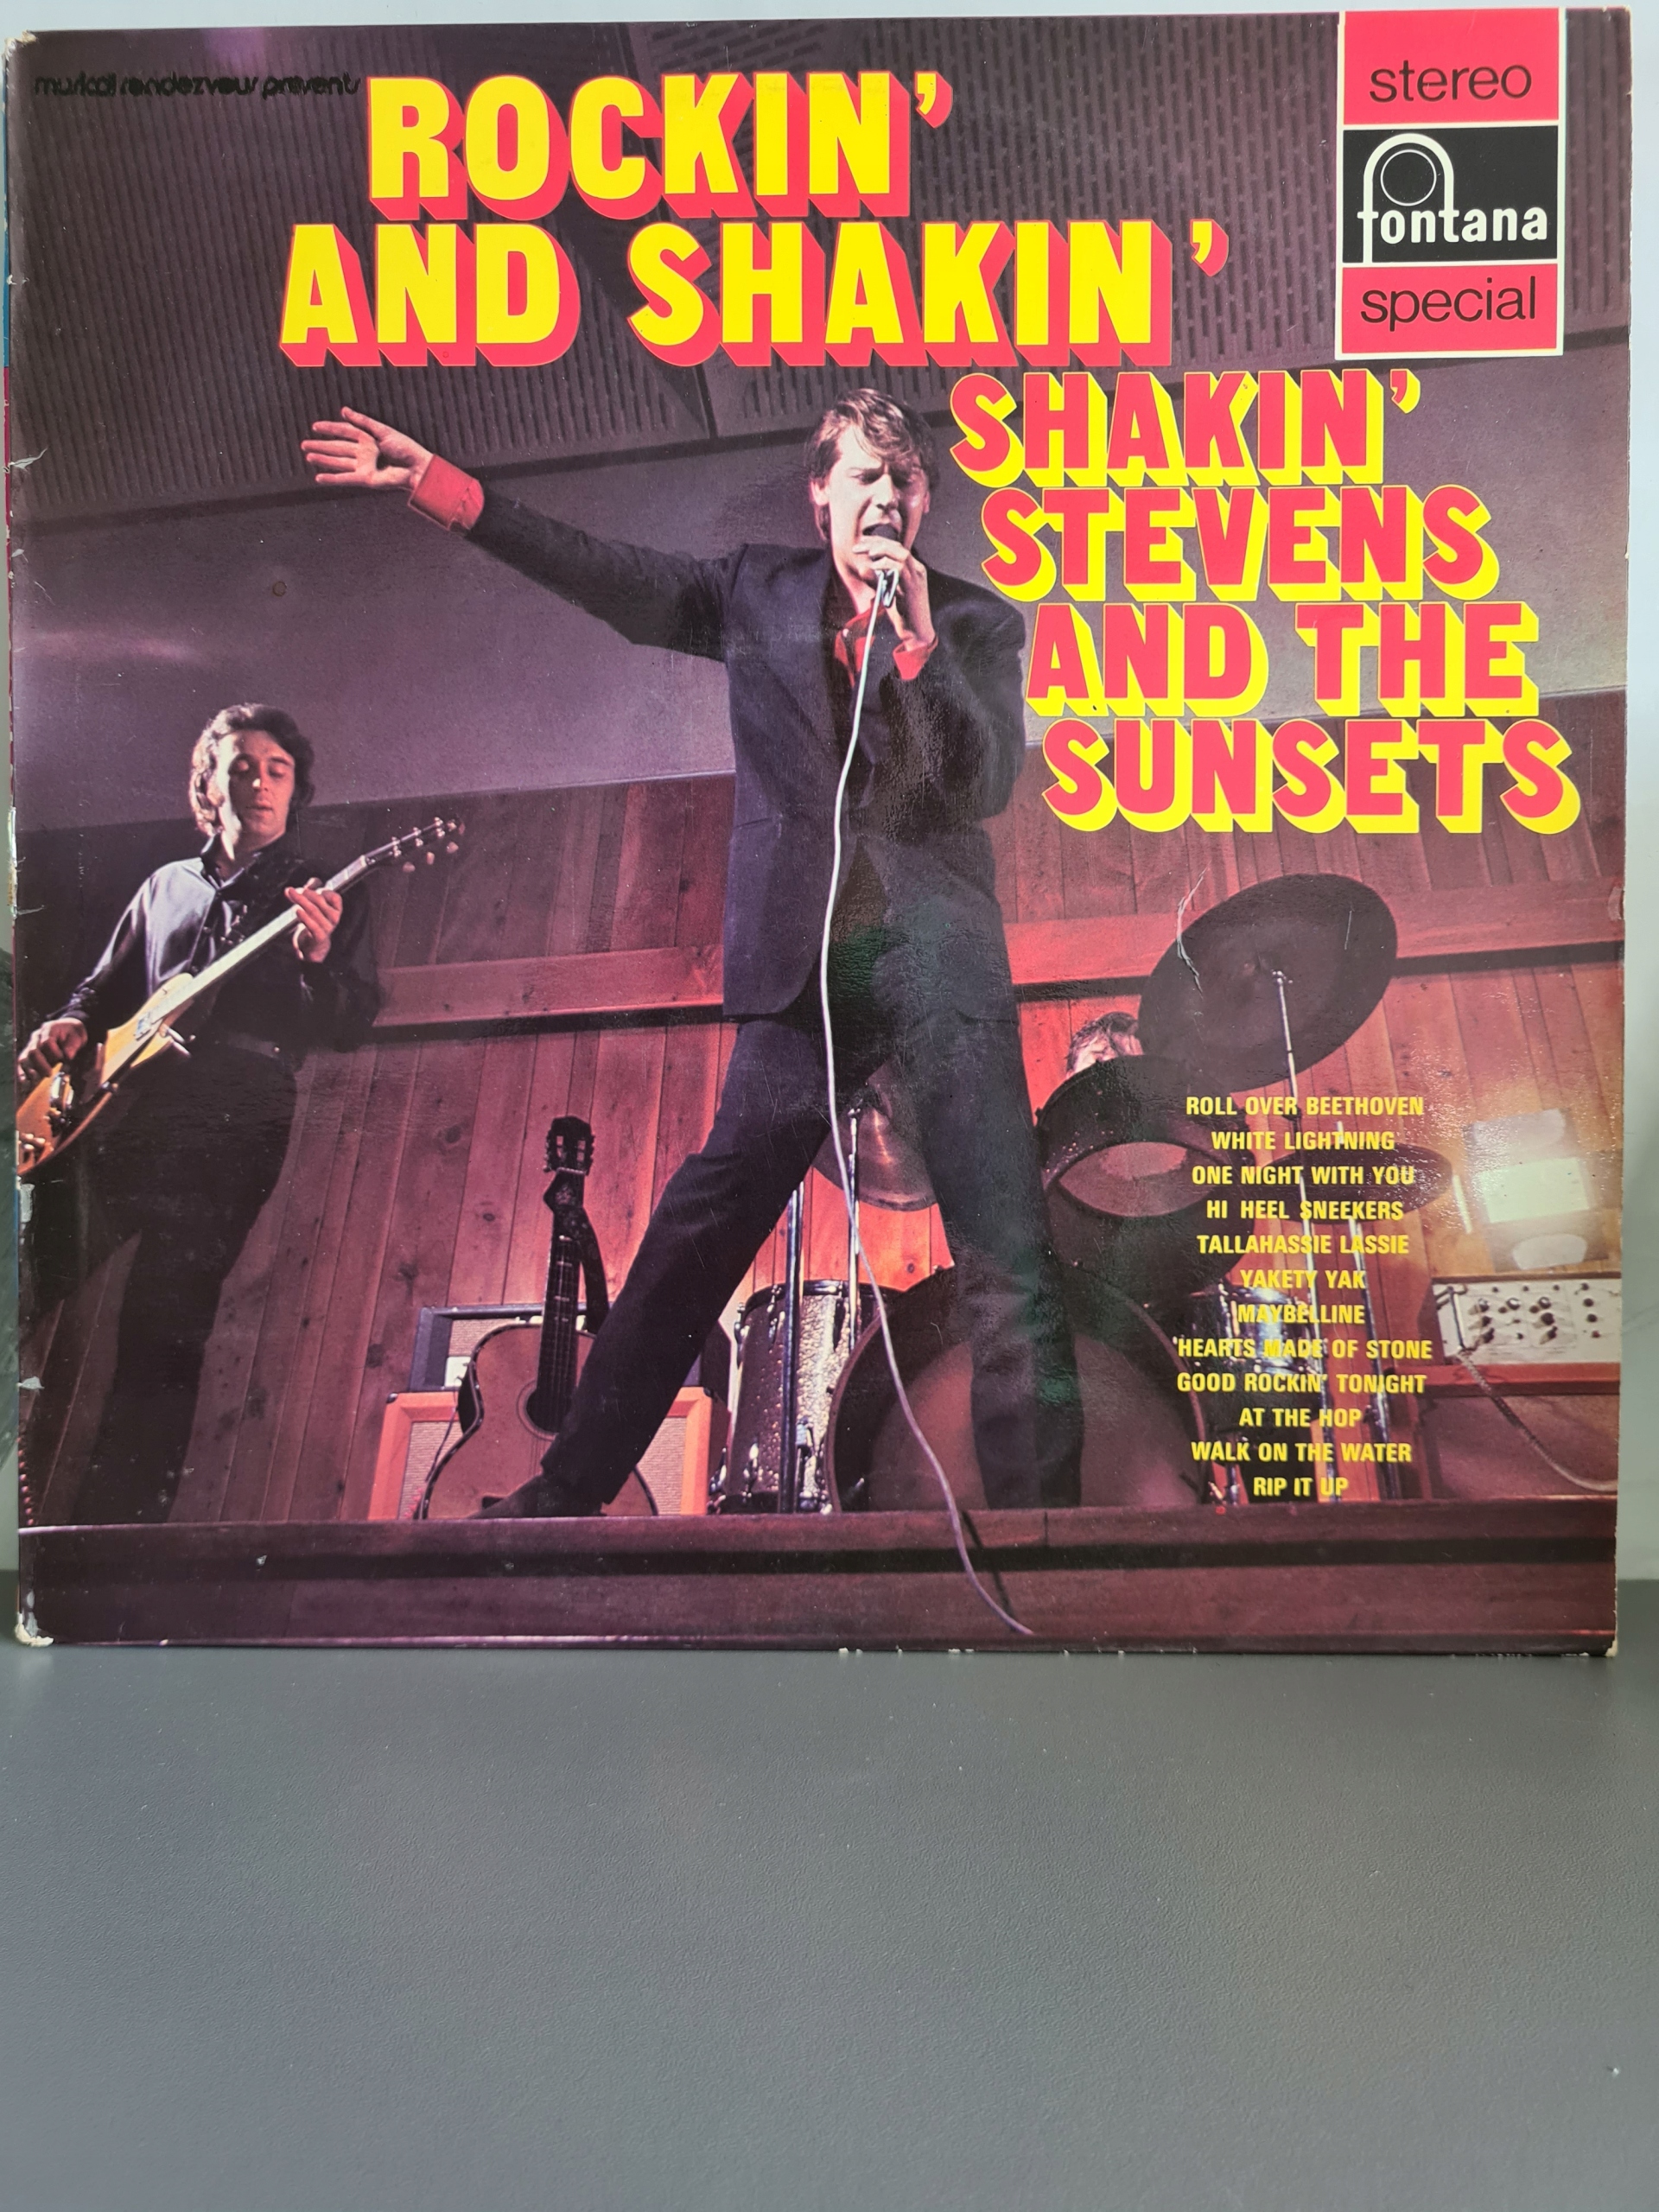 musical rendezvous presents
ROCKIN'
AND SHAKIN'
stereo
fontana
special
SHAKIN'
STEVENS
AND THE
SUNSETS
ROLL OVER BEETHOVEN
WHITE LIGHTNING
ONE NIGHT WITH YOU
HI HEEL SNEEKERS
TALLAHASSIE LASSIE
YAKETY YAK
MAYBELLINE
HEARTS MADE OF STONE
GOOD ROCKIN' TONIGHT
AT THE HOP
WALK ON THE WATER
RIP IT UP